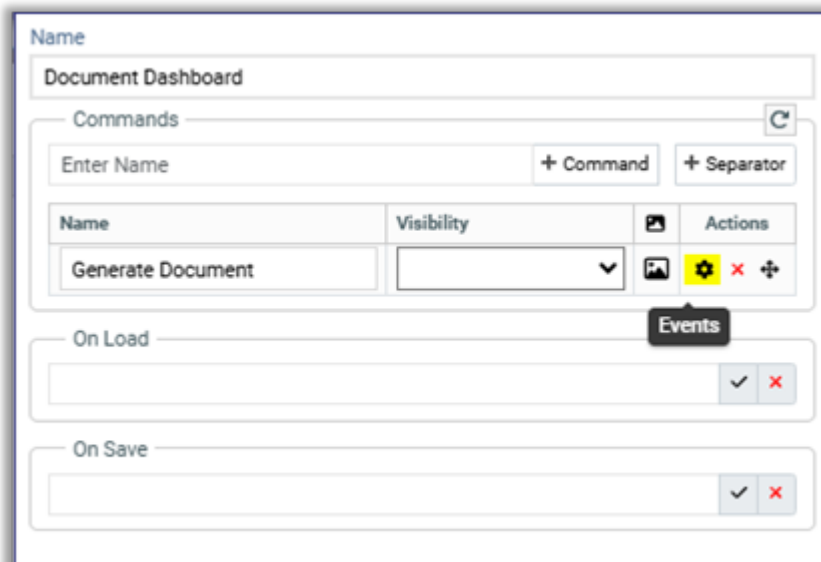 Name
Document Dashboard
Commands
Enter Name + Command + Separator
Name Visibility Actions
Generate Document
Events
On Load
On Save